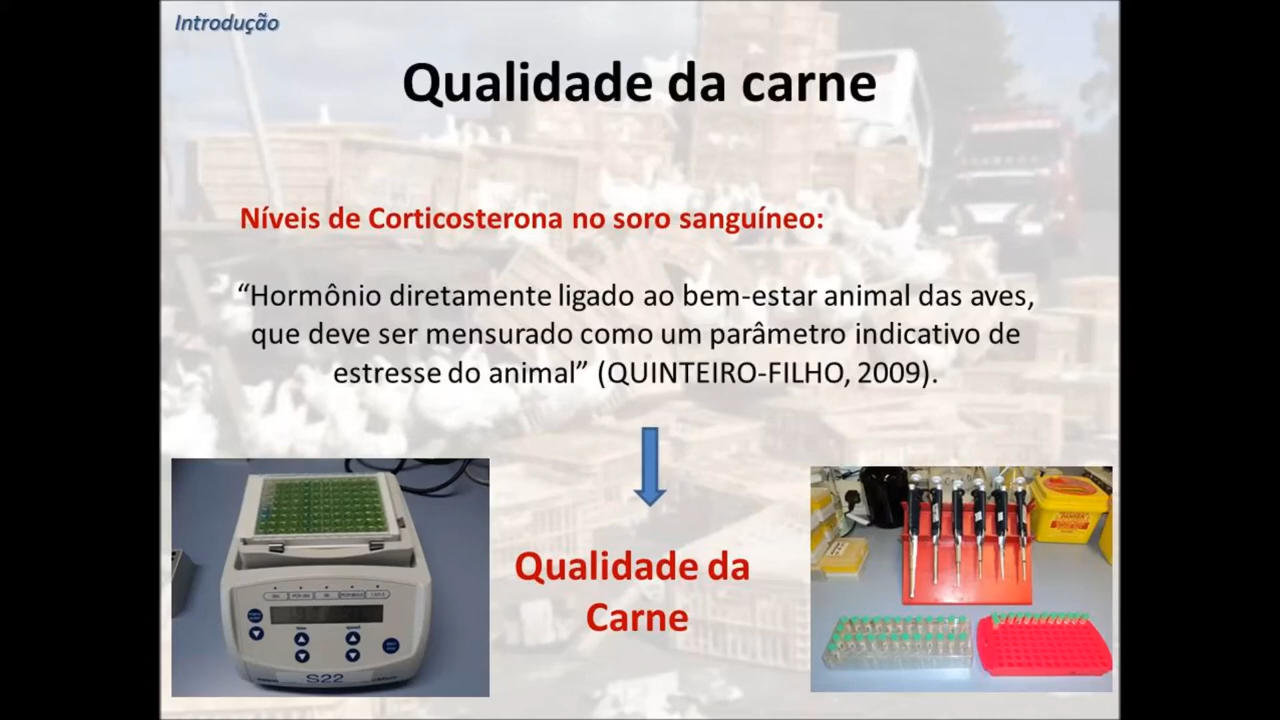 Introdução
Qualidade da carne
Níveis de Corticosterona no soro sanguíneo:
“Hormônio diretamente ligado ao bem-estar animal das aves,
que deve ser mensurado como um parâmetro indicativo de
estresse do animal” (QUINTEIRO-FILHO, 2009).
Qualidade da
Carne
S22